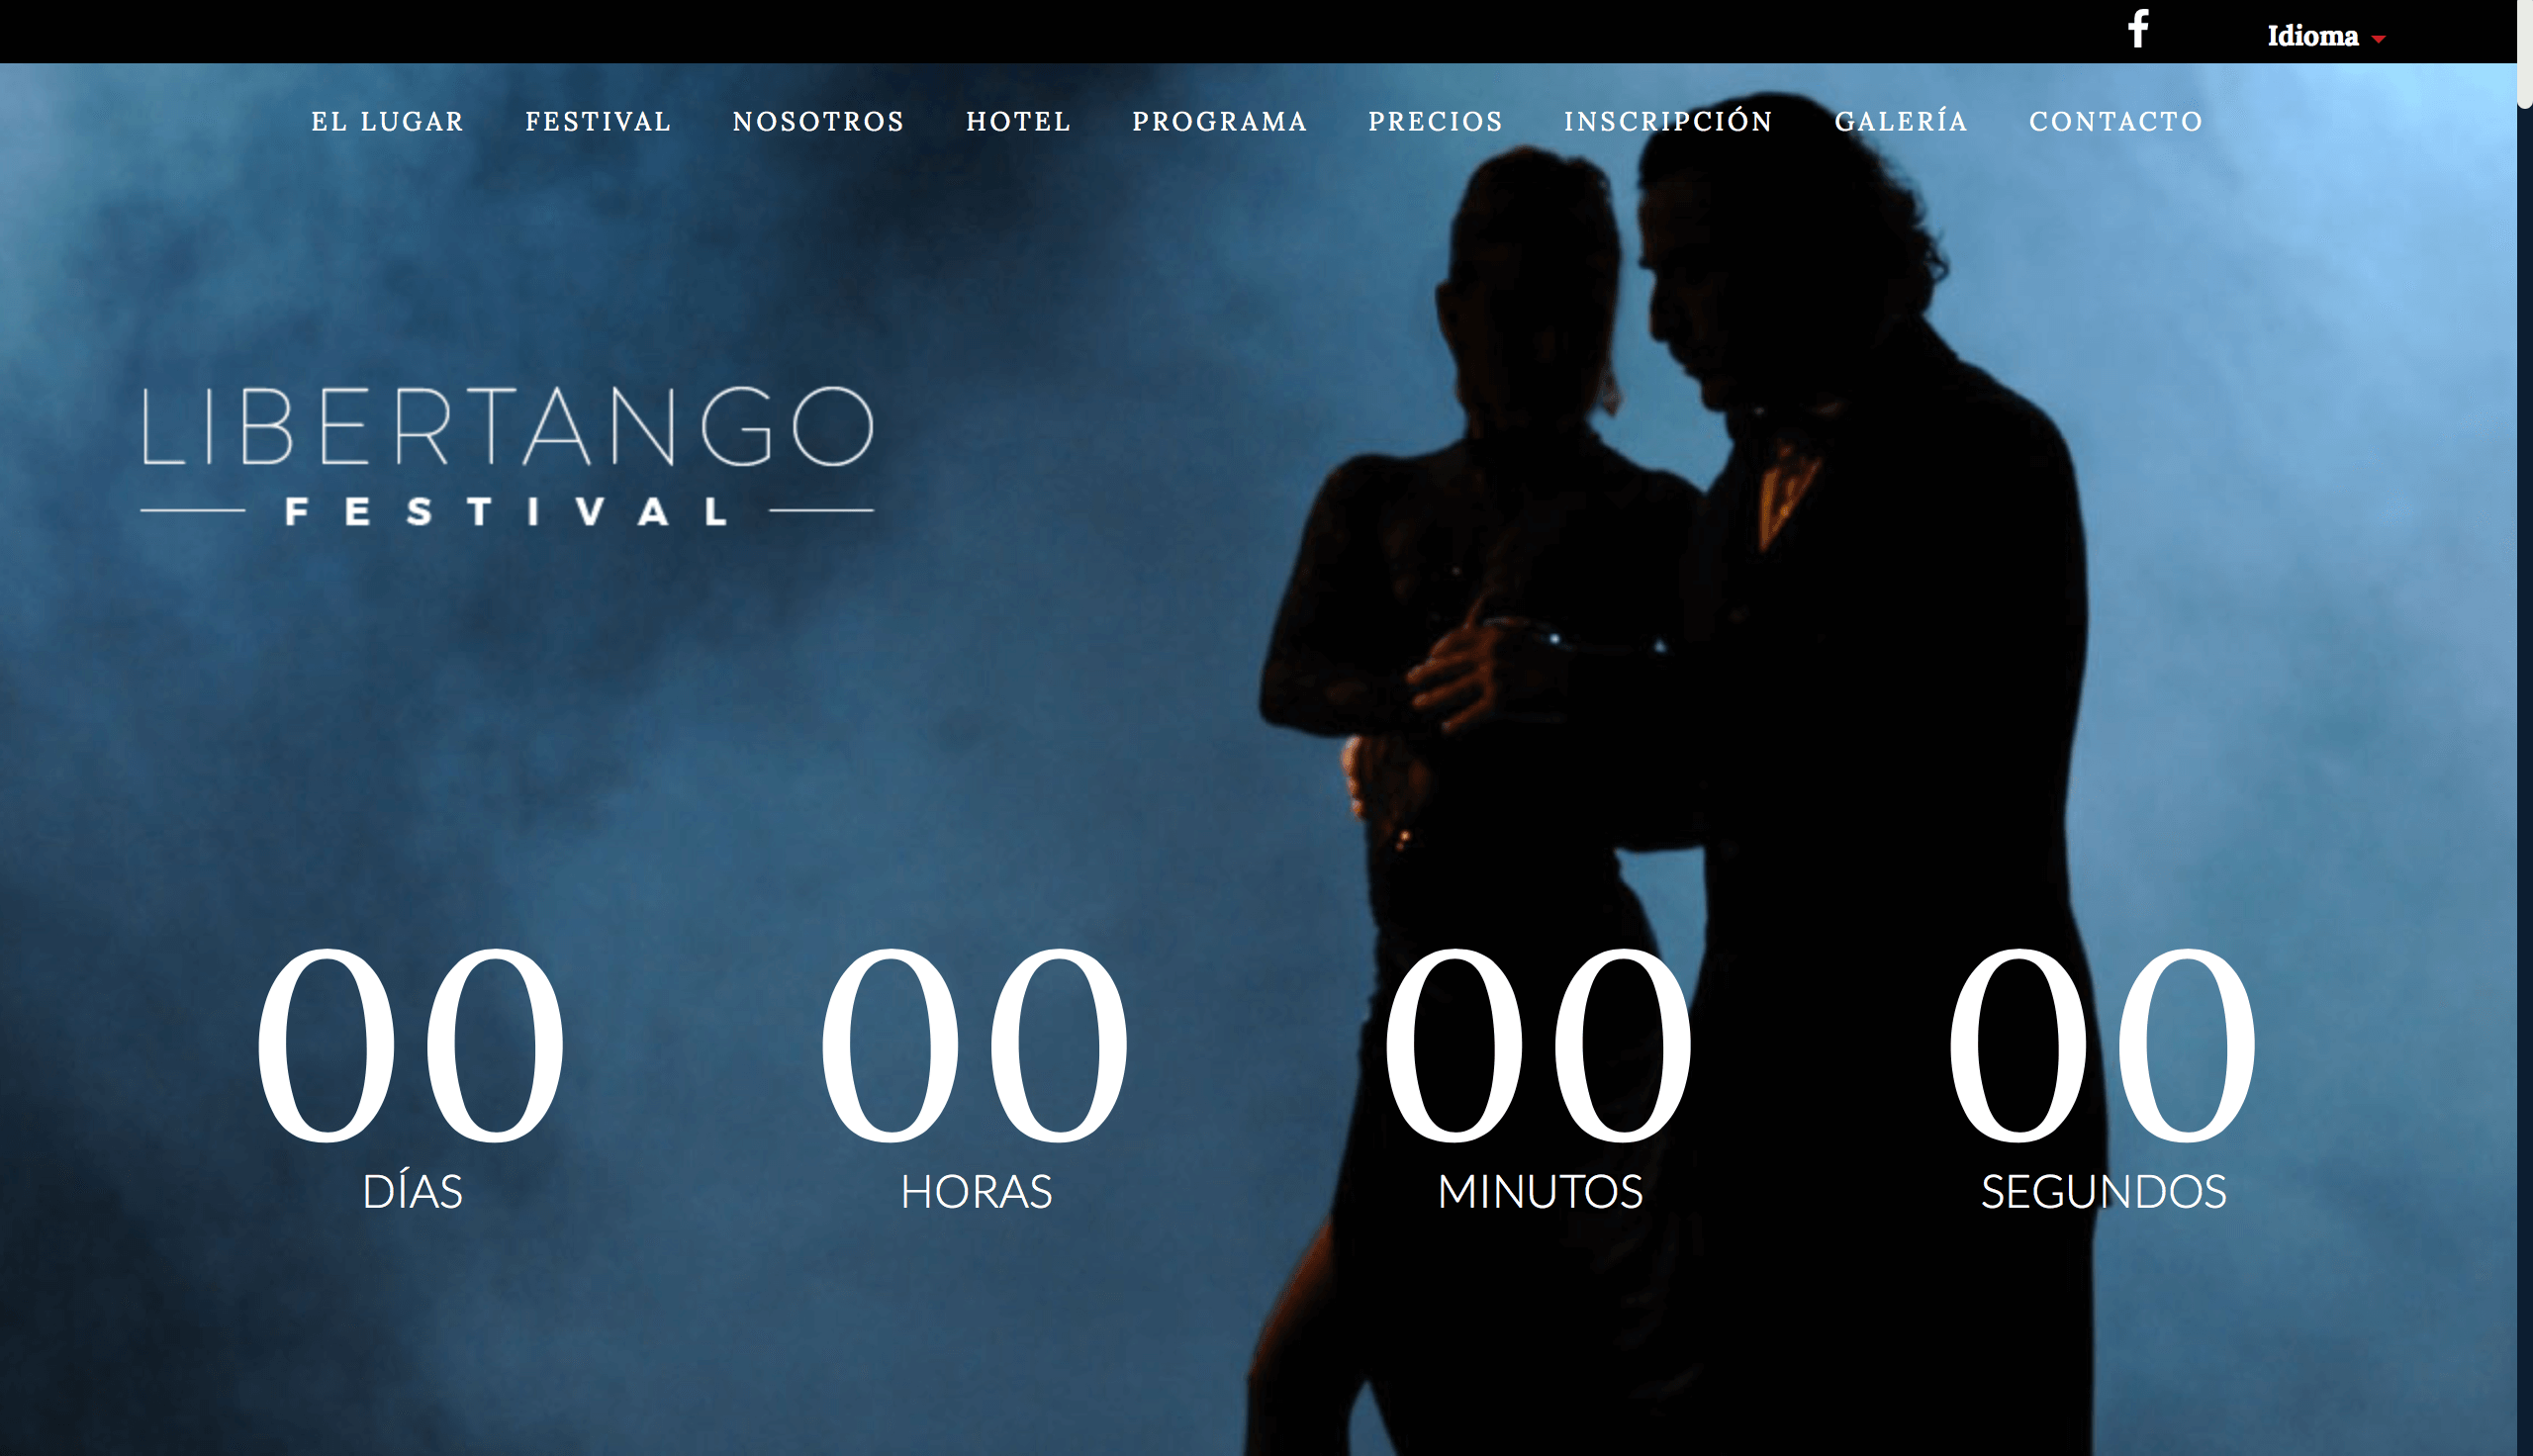 Idioma
EL LUGAR FESTIVAL NOSOTROS HOTEL PROGRAMA PRECIOS INSCRIPCIÓN GALERÍA CONTACTO
LIBERTANGO
FESTIVAL
00 00 00 00
DÍAS HORAS MINUTOS SEGUNDOS